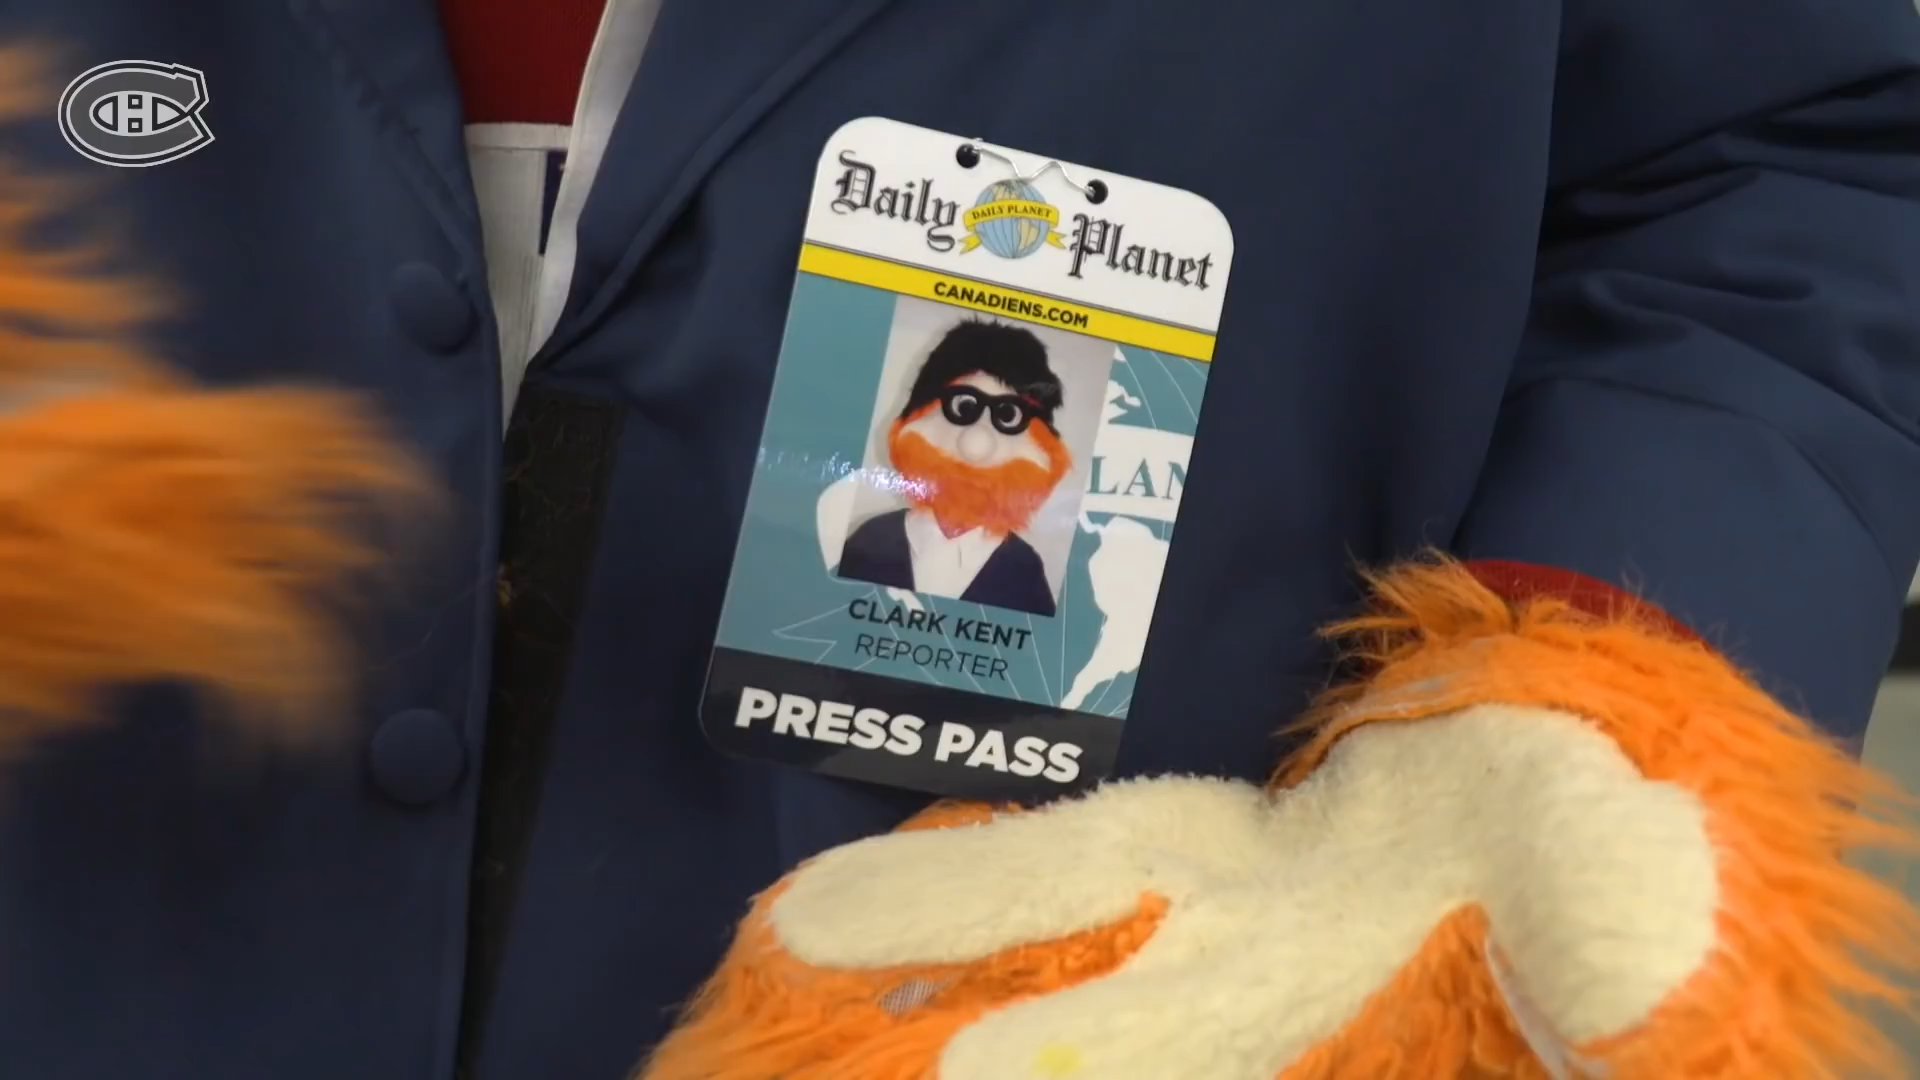 Daily Planet
DAILY PLANET
CANADIENS.COM
LAN
CLARK KENT
REPORTER
PRESS PASS